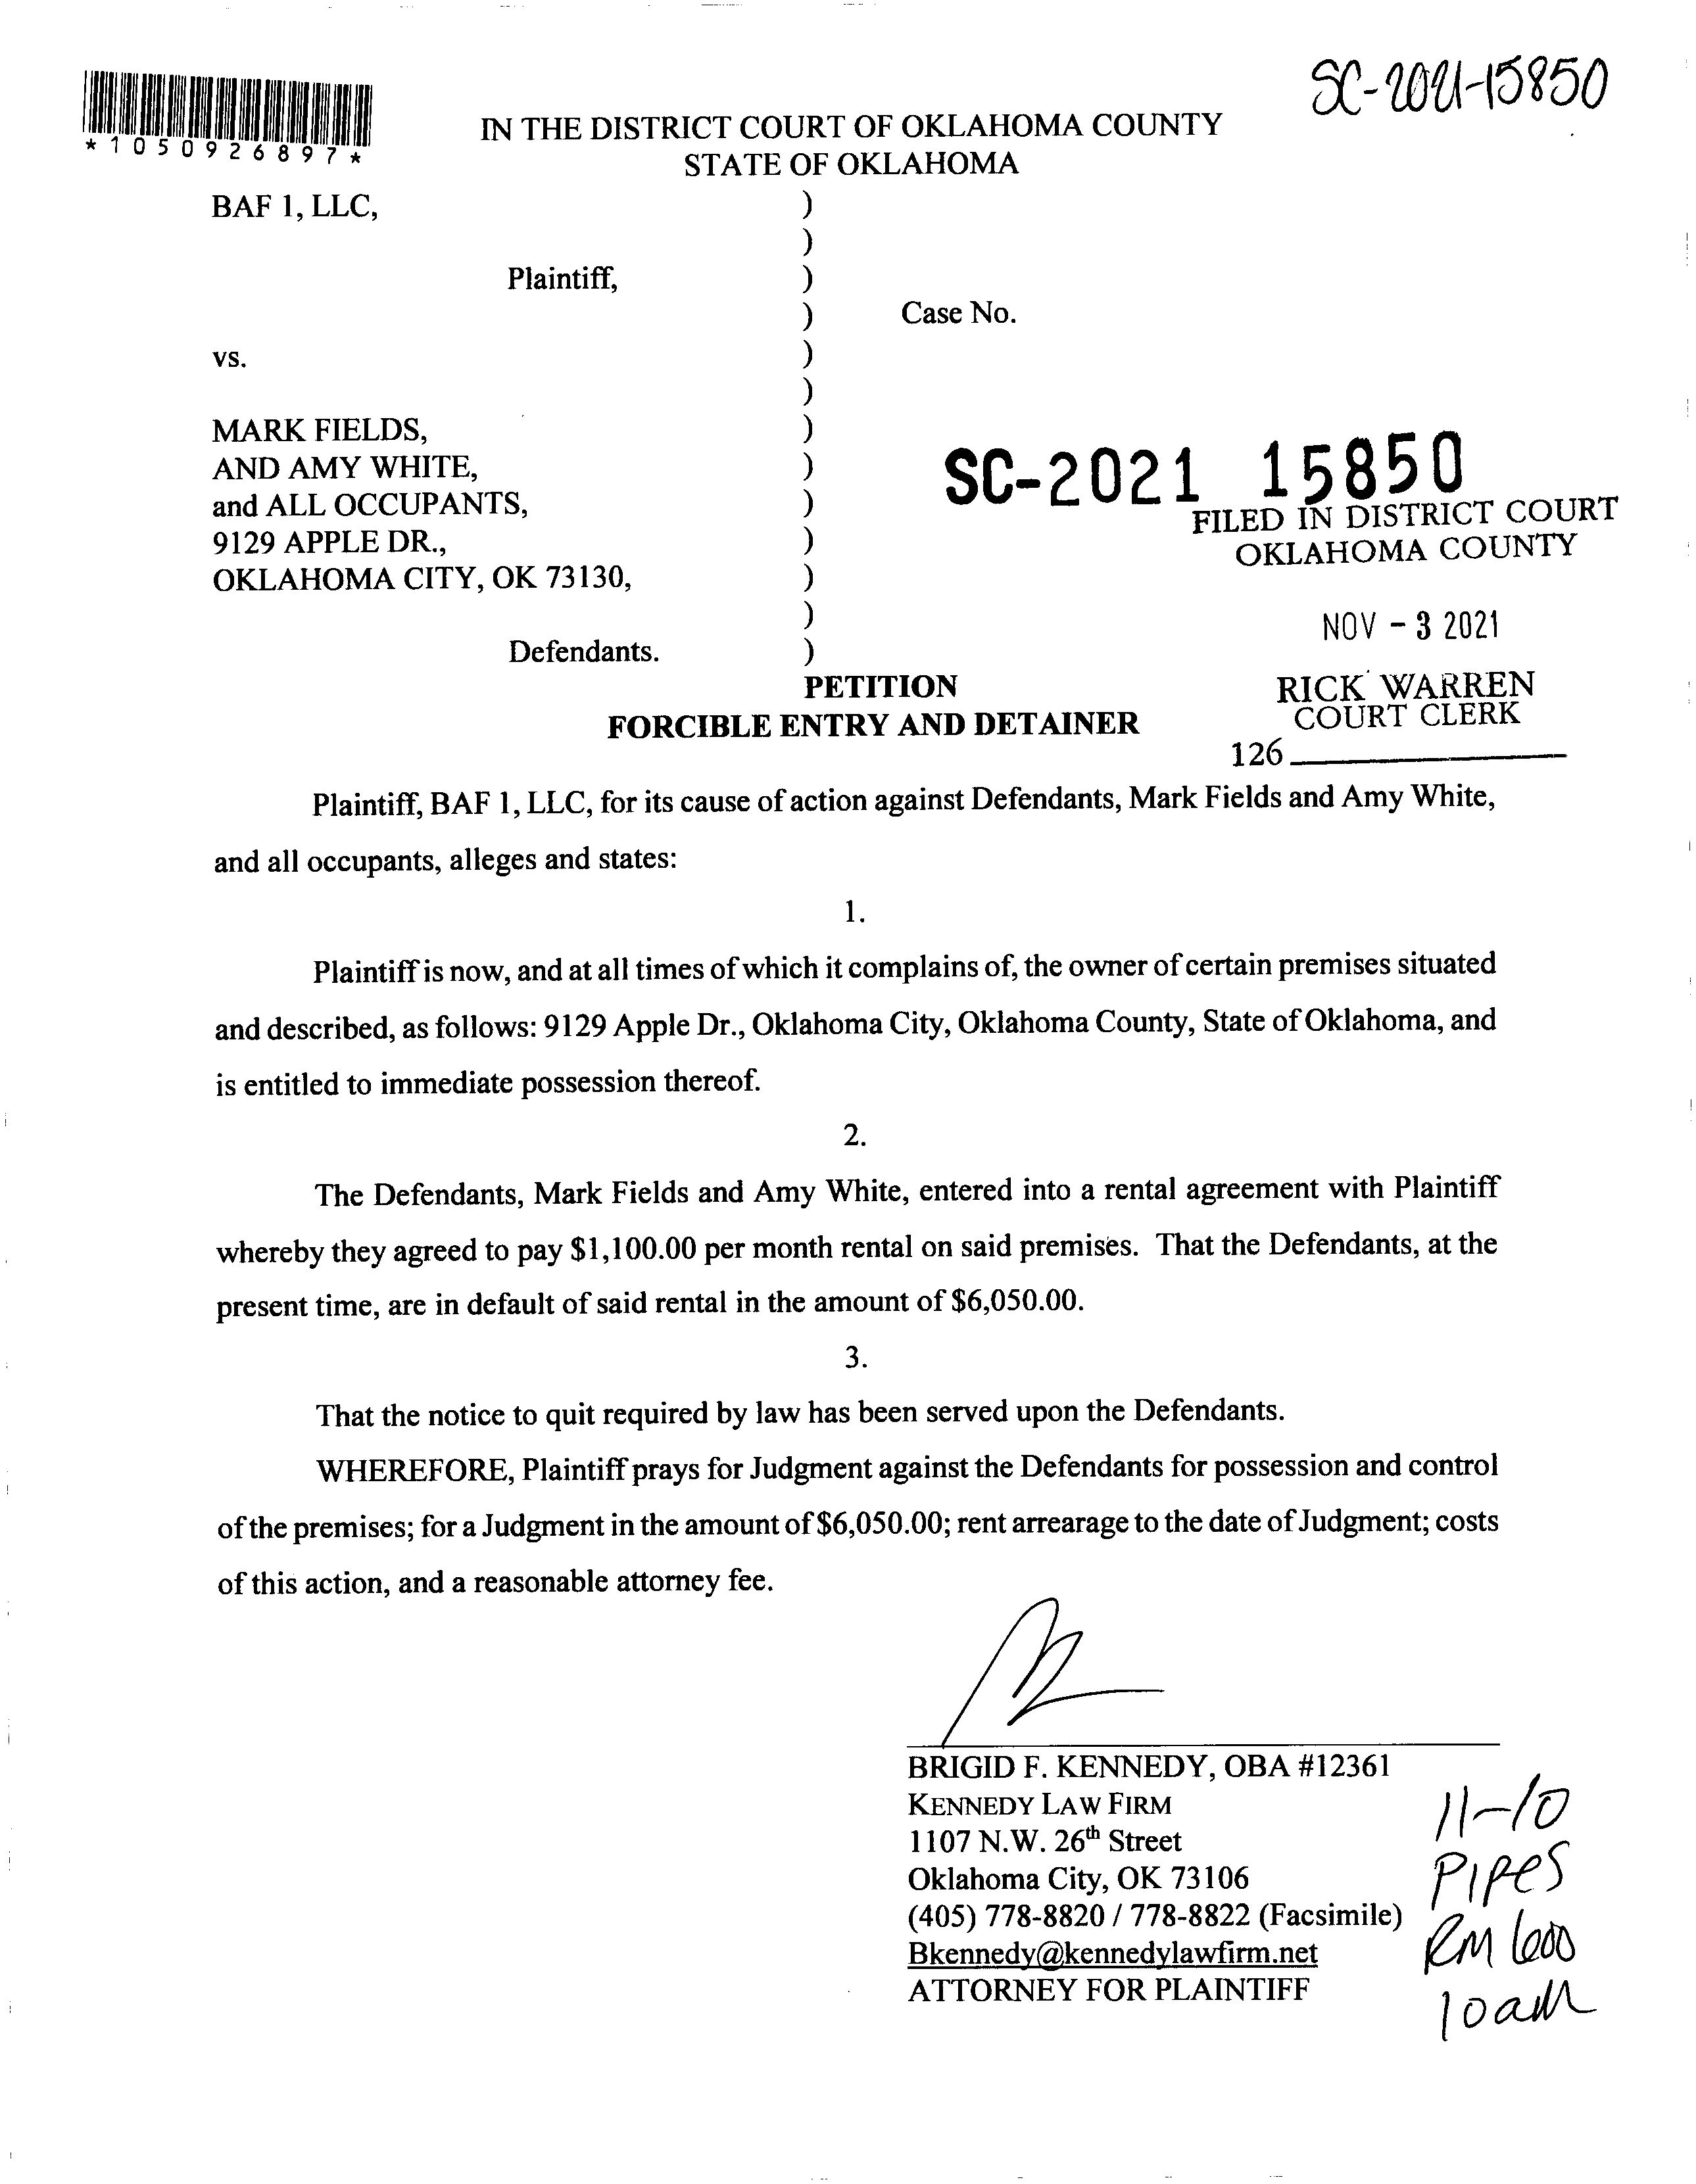 SC-2021-15850
*1050926897*
IN THE DISTRICT COURT OF OKLAHOMA COUNTY
STATE OF OKLAHOMA
BAF 1, LLC, )
)
Plaintiff, )
) Case No.
vs. )
)
MARK FIELDS, )
AND AMY WHITE, )
and ALL OCCUPANTS, )
9129 APPLE DR., )
OKLAHOMA CITY, OK 73130, )
)
Defendants. )
SC-2021 15850
FILED IN DISTRICT COURT
OKLAHOMA COUNTY
NOV - 3 2021
RICK WARREN
COURT CLERK
126
PETITION
FORCIBLE ENTRY AND DETAINER
Plaintiff, BAF 1, LLC, for its cause of action against Defendants, Mark Fields and Amy White,
and all occupants, alleges and states:
1.
Plaintiff is now, and at all times of which it complains of, the owner of certain premises situated
and described, as follows: 9129 Apple Dr., Oklahoma City, Oklahoma County, State of Oklahoma, and
is entitled to immediate possession thereof.
2.
The Defendants, Mark Fields and Amy White, entered into a rental agreement with Plaintiff
whereby they agreed to pay $1,100.00 per month rental on said premises. That the Defendants, at the
present time, are in default of said rental in the amount of $6,050.00.
3.
That the notice to quit required by law has been served upon the Defendants.
WHEREFORE, Plaintiff prays for Judgment against the Defendants for possession and control
of the premises; for a Judgment in the amount of $6,050.00; rent arrearage to the date of Judgment; costs
of this action, and a reasonable attorney fee.
BRIGID F. KENNEDY, OBA #12361
KENNEDY LAW FIRM
1107 N.W. 26th Street
Oklahoma City, OK 73106
(405) 778-8820 / 778-8822 (Facsimile)
Bkennedy@kennedylawfirm.net
ATTORNEY FOR PLAINTIFF
11-10
Pipes
RM 600
10am